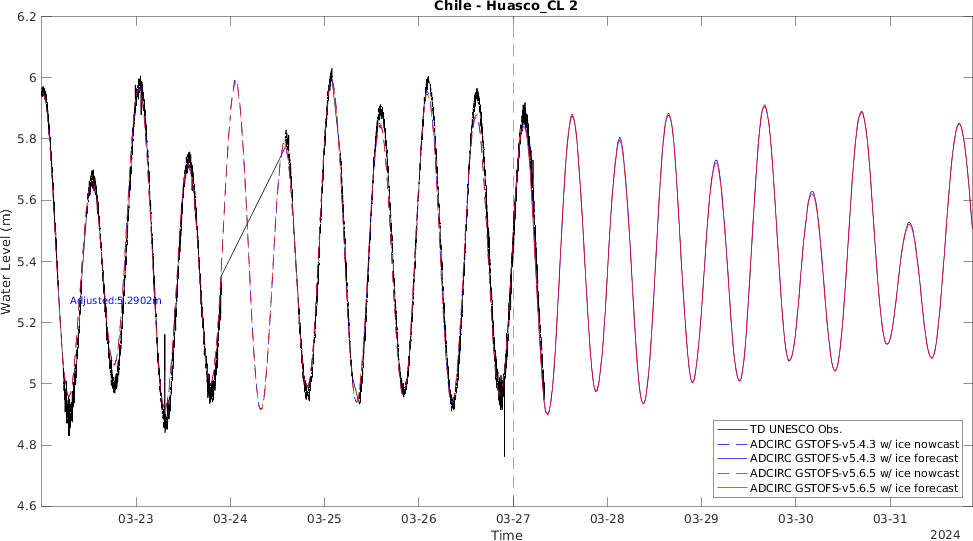 Chile - Huasco_CL 2
6.2
6
5.8
5.6
5.4
5.2
5
4.8
4.6
Water Level (m)
Adjusted:5.2902m
TD UNESCO Obs.
ADCIRC GSTOFS-v5.4.3 w/ ice nowcast
ADCIRC GSTOFS-v5.4.3 w/ ice forecast
ADCIRC GSTOFS-v5.6.5 w/ ice nowcast
ADCIRC GSTOFS-v5.6.5 w/ ice forecast
03-23 03-24 03-25 03-26 03-27 03-28 03-29 03-30 03-31
Time
2024